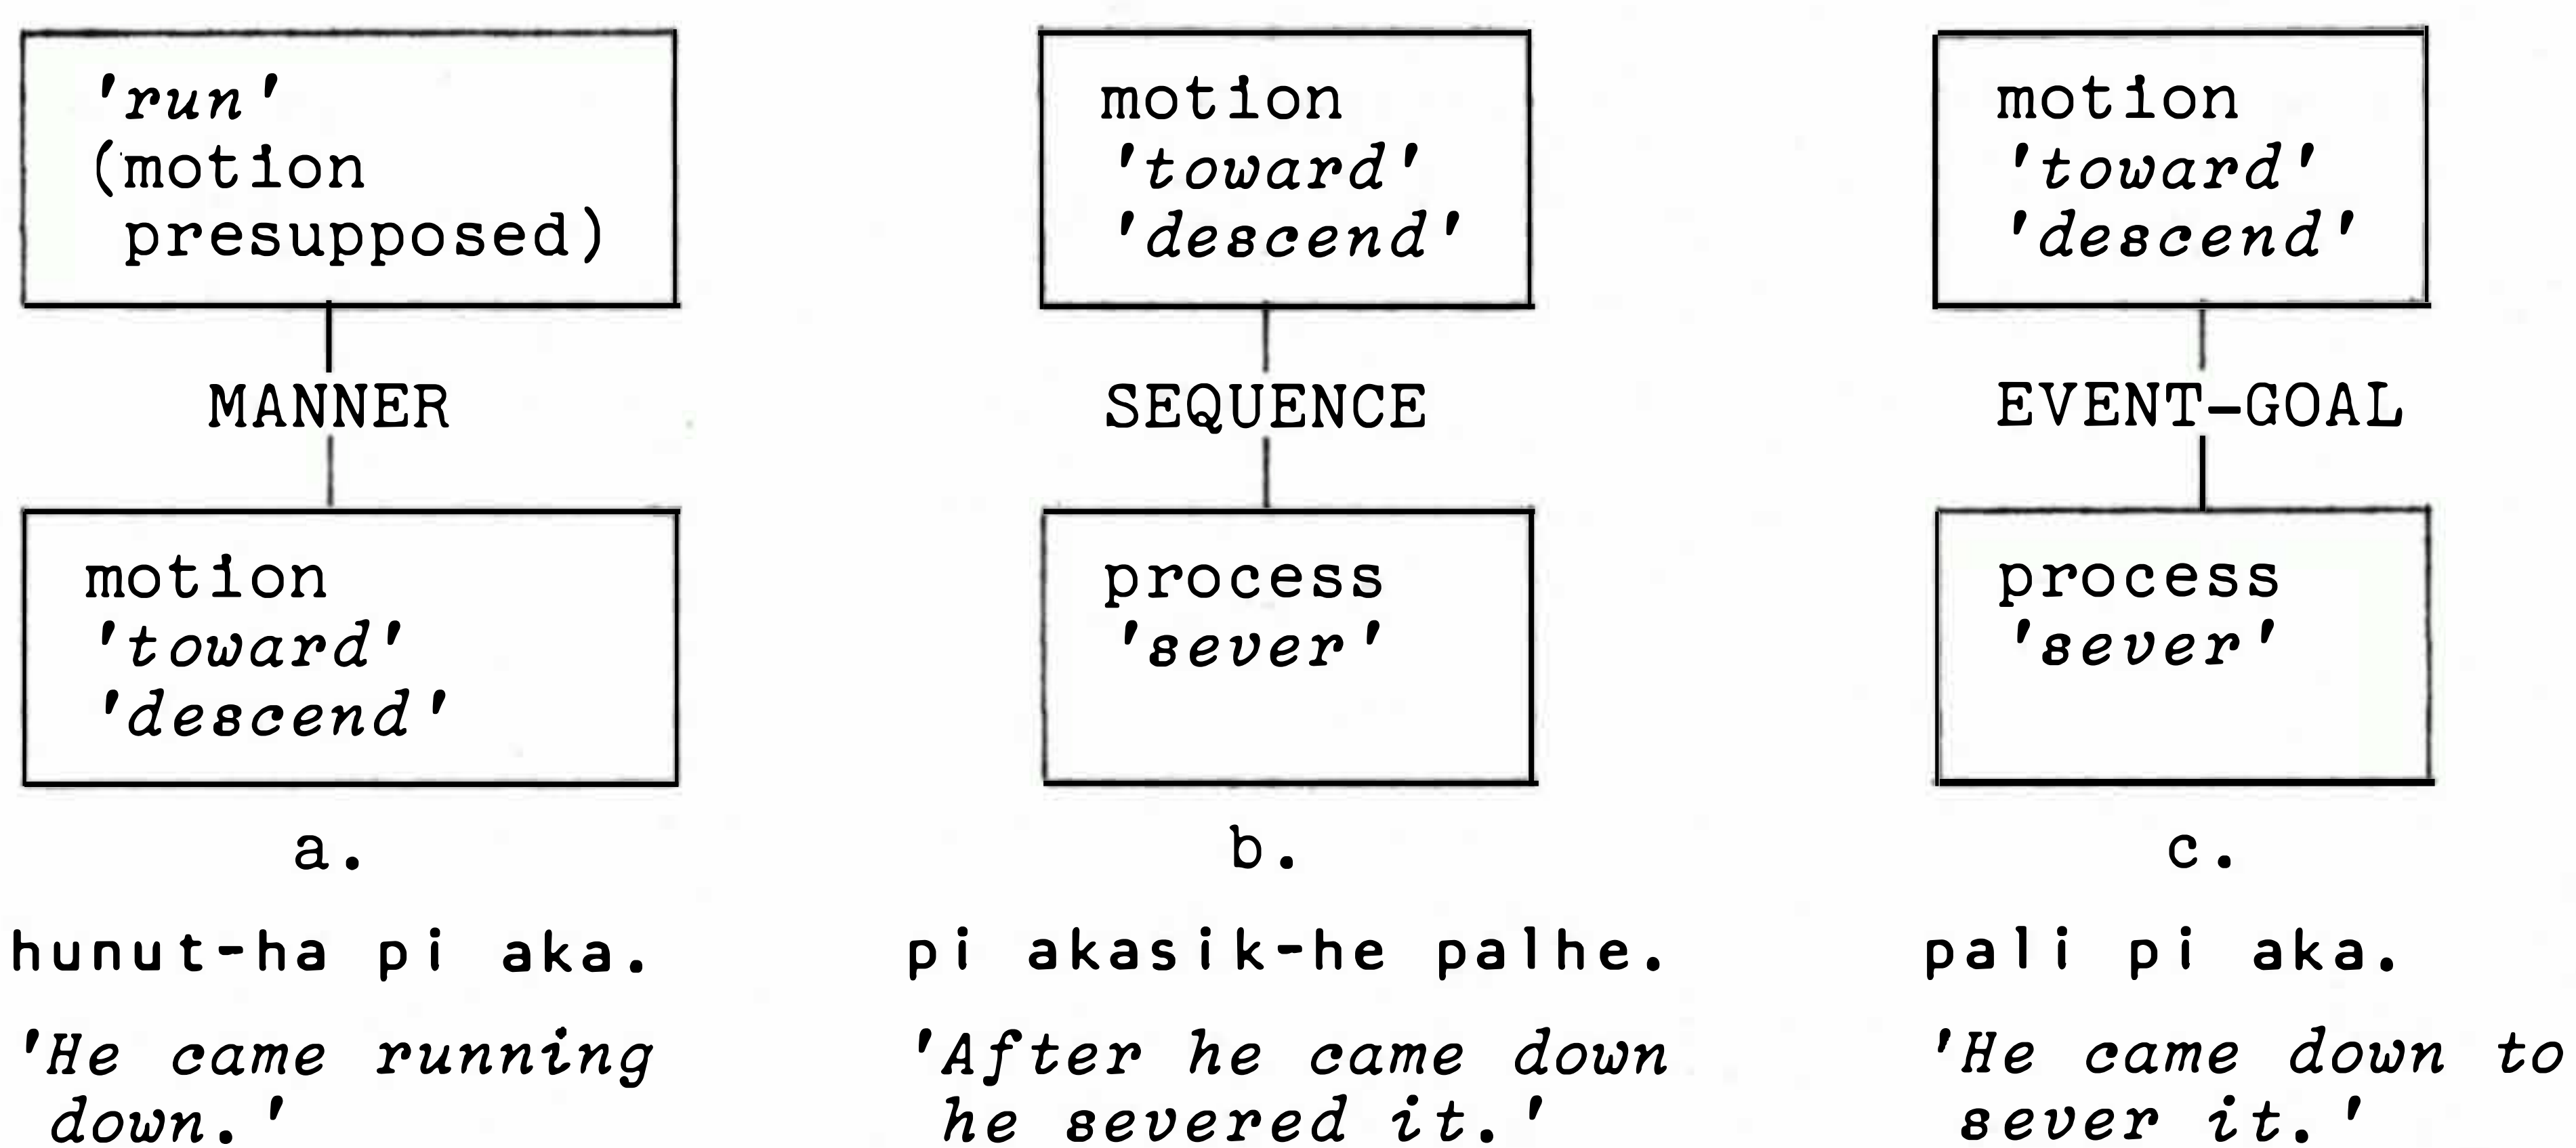 'run'
(motion
presupposed)
MANNER
motion
'toward'
'descend'
a.
hunut-ha pi aka.
'He came running
down.'
motion
'toward'
'descend'
SEQUENCE
process
'sever'
b.
pi akasik-he palhe.
'After he came down
he severed it.'
motion
'toward'
'descend'
EVENT-GOAL
process
'sever'
c.
pali pi aka.
'He came down to
sever it.'